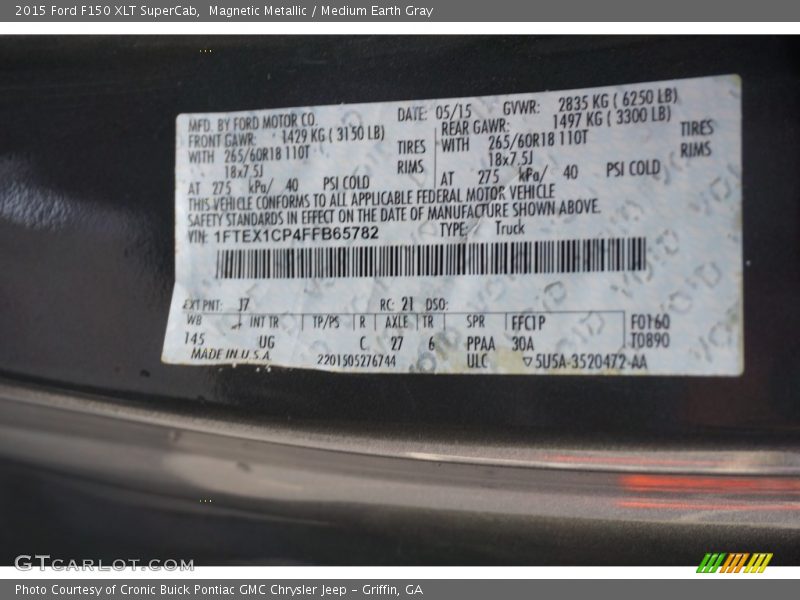 2015 Ford F150 XLT SuperCab,  Magnetic Metallic / Medium Earth Gray
MFD. BY FORD MOTOR CO. DATE: 05/15 GVWR: 2835 KG ( 6250 LB)
FRONT GAWR: 1429 KG ( 3150 LB) REAR GAWR: 1497 KG ( 3300 LB)
WITH 265/60R18 110T TIRES WITH 265/60R18 110T TIRES
18x7.5J RIMS 18x7.5J RIMS
AT 275 kPa/ 40 PSI COLD AT 275 kPa/ 40 PSI COLD
THIS VEHICLE CONFORMS TO ALL APPLICABLE FEDERAL MOTOR VEHICLE
SAFETY STANDARDS IN EFFECT ON THE DATE OF MANUFACTURE SHOWN ABOVE.
VIN: 1FTEX1CP4FFB65782 TYPE: Truck
EXT PNT: J7 RC: 21 DSO:
WB INT TR TP/PS R AXLE TR SPR FFC1P F0160
145 UG C 27 6 PPAA 30A T0890
MADE IN U.S.A. 2201505276744 ULC ▽5U5A-3520472-AA
GTCARLOT.COM
Photo Courtesy of Cronic Buick Pontiac GMC Chrysler Jeep - Griffin, GA